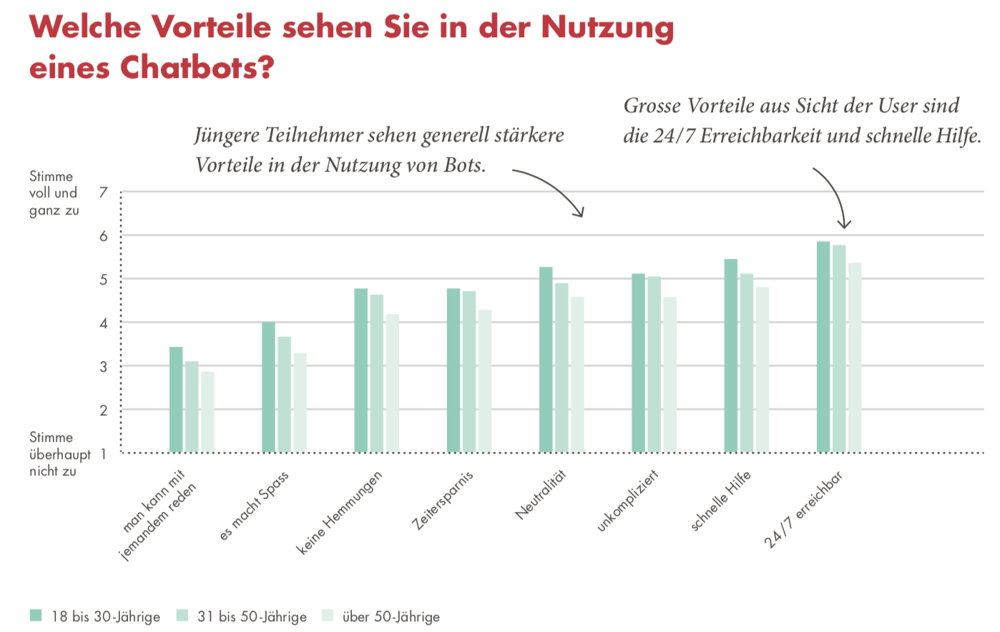 Welche Vorteile sehen Sie in der Nutzung
eines Chatbots?
Grosse Vorteile aus Sicht der User sind
die 24/7 Erreichbarkeit und schnelle Hilfe.
Jüngere Teilnehmer sehen generell stärkere
Vorteile in der Nutzung von Bots.
Stimme
voll und
ganz zu
7
6
5
4
3
2
Stimme
überhaupt
nicht zu
1
man kann mit
jemandem reden
es macht Spass
keine Hemmungen
Zeitersparnis
Neutralität
unkompliziert
schnelle Hilfe
24/7 erreichbar
18 bis 30-Jährige
31 bis 50-Jährige
über 50-Jährige